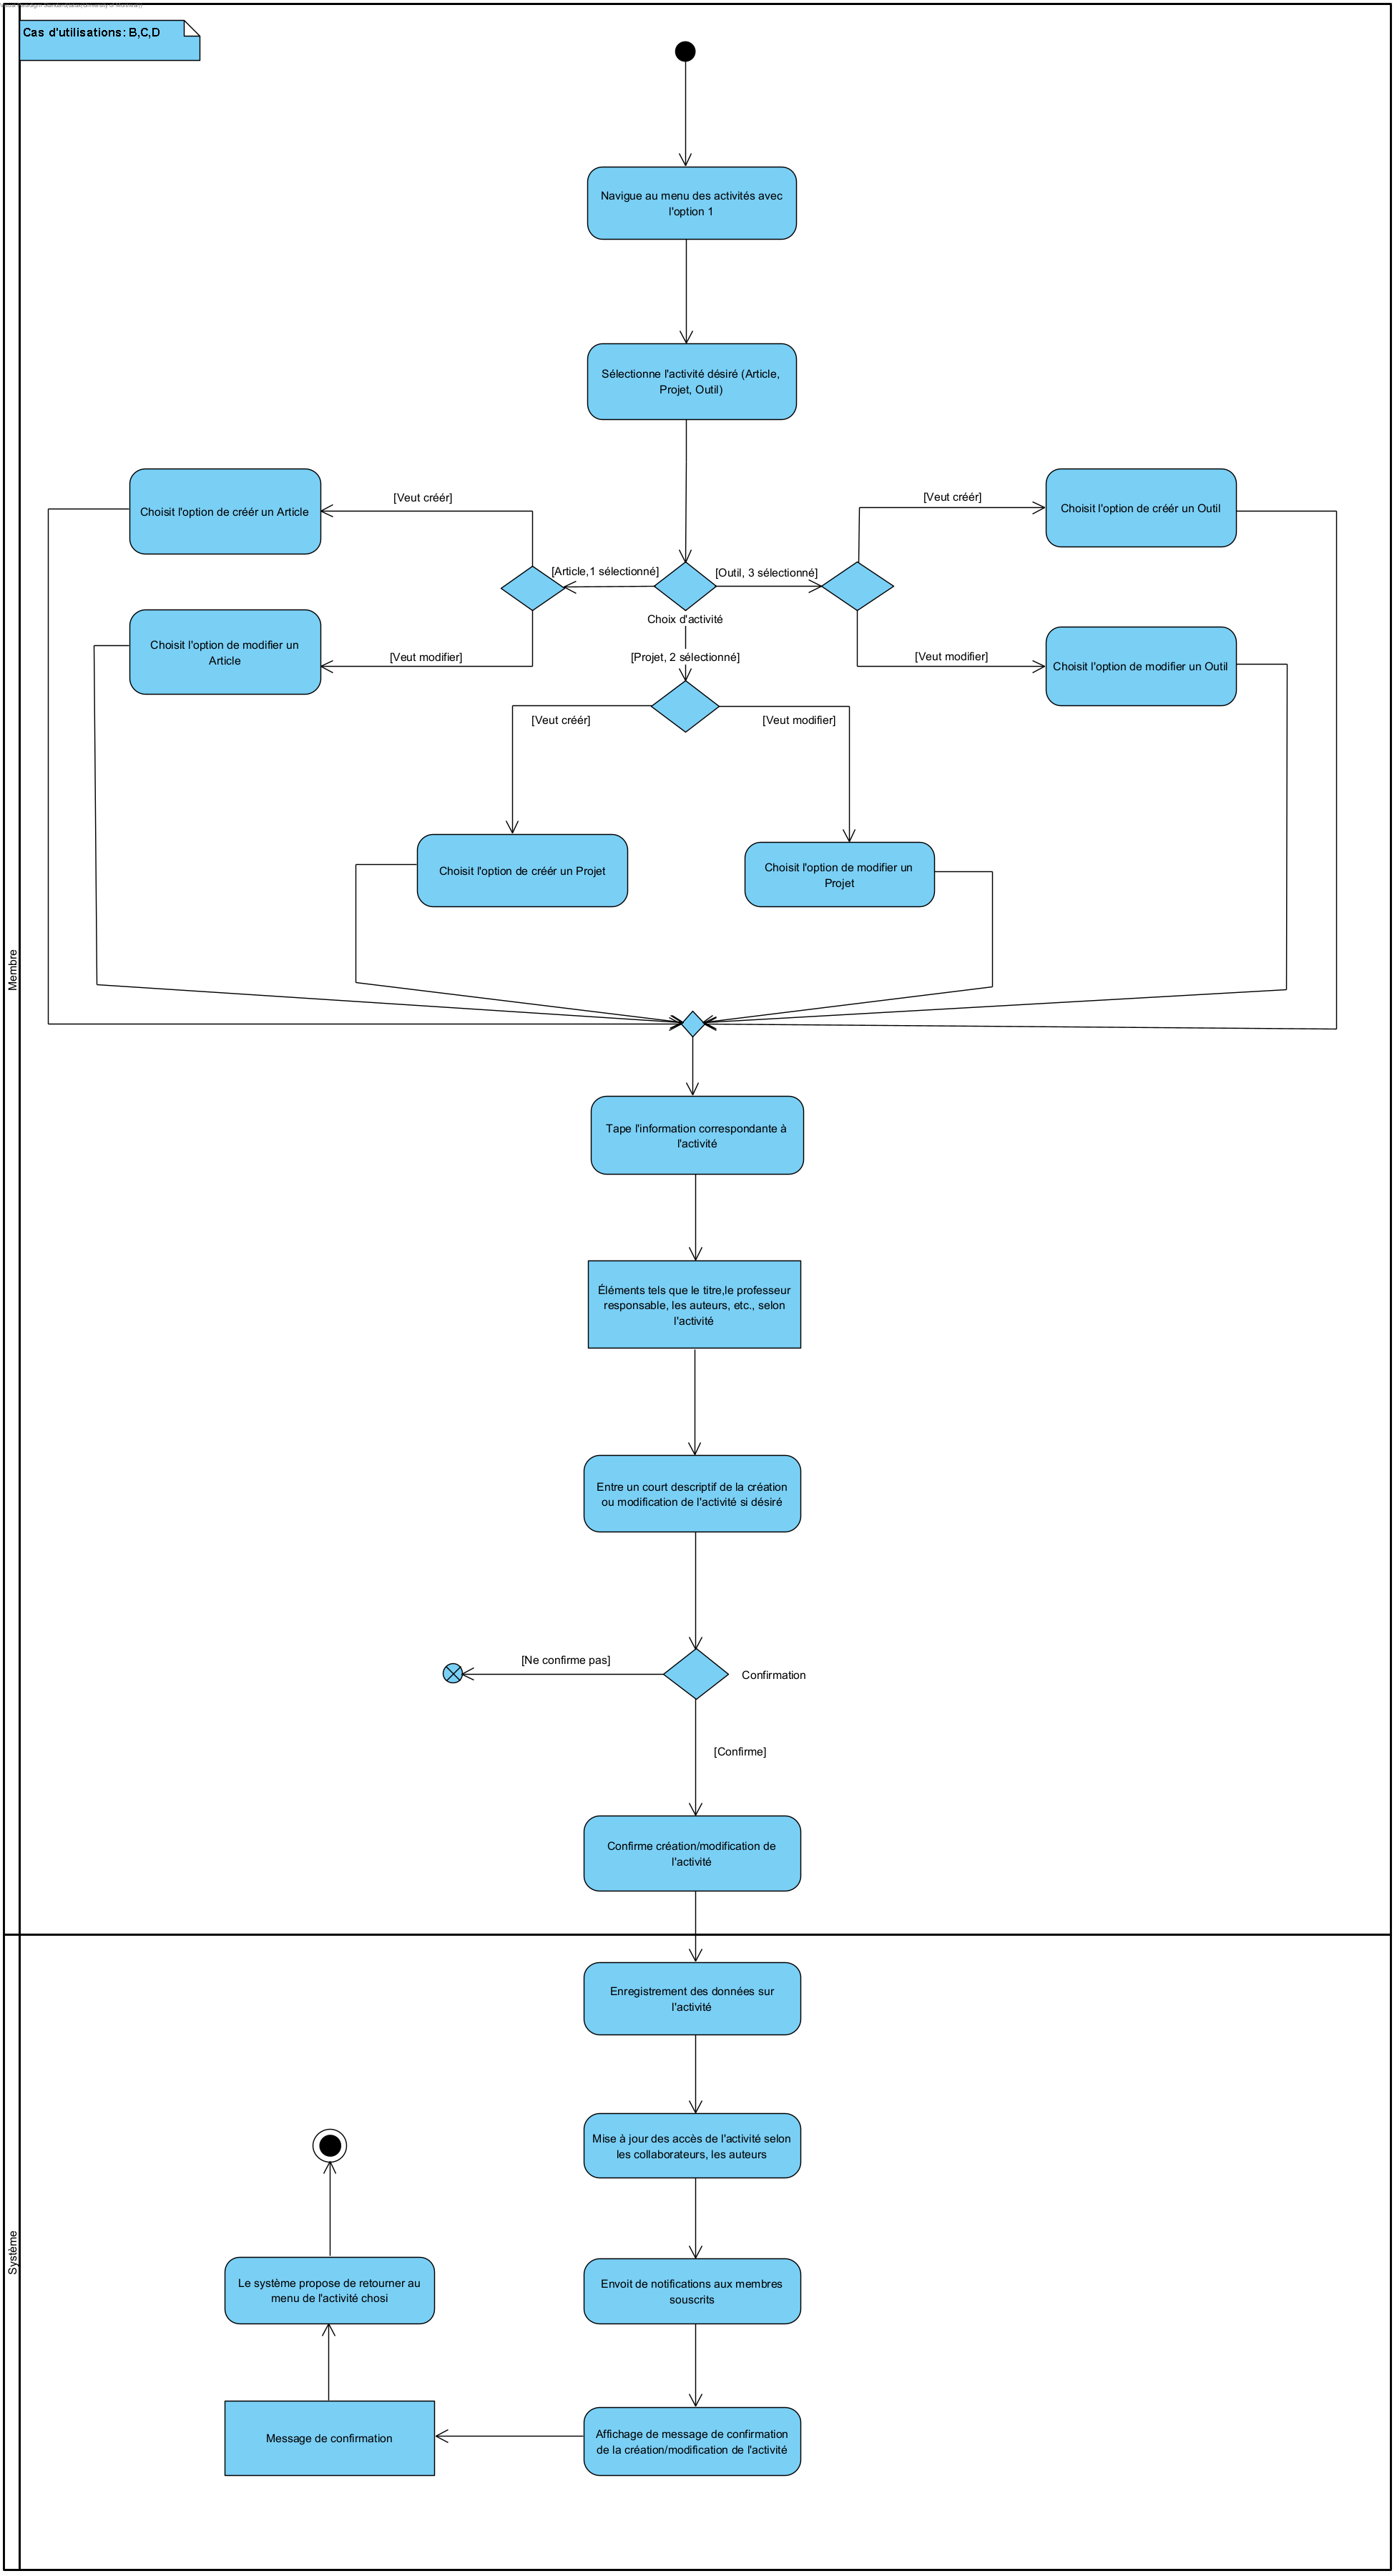 Cas d'utilisations: B,C,D
Navigue au menu des activités avec
l'option 1
Sélectionne l'activité désiré (Article,
Projet, Outil)
Choisit l'option de créér un Article
[Veut créér]
[Veut créér]
Choisit l'option de créér un Outil
[Article,1 sélectionné]
[Outil, 3 sélectionné]
Choix d'activité
Choisit l'option de modifier un
Article
[Veut modifier]
[Projet, 2 sélectionné]
[Veut modifier]
Choisit l'option de modifier un Outil
[Veut créér]
[Veut modifier]
Choisit l'option de créér un Projet
Choisit l'option de modifier un
Projet
Membre
Tape l'information correspondante à
l'activité
Éléments tels que le titre,le professeur
responsable, les auteurs, etc., selon
l'activité
Entre un court descriptif de la création
ou modification de l'activité si désiré
[Ne confirme pas]
Confirmation
[Confirme]
Confirme création/modification de
l'activité
Enregistrement des données sur
l'activité
Mise à jour des accès de l'activité selon
les collaborateurs, les auteurs
Système
Le système propose de retourner au
menu de l'activité chosi
Envoit de notifications aux membres
souscrits
Message de confirmation
Affichage de message de confirmation
de la création/modification de l'activité